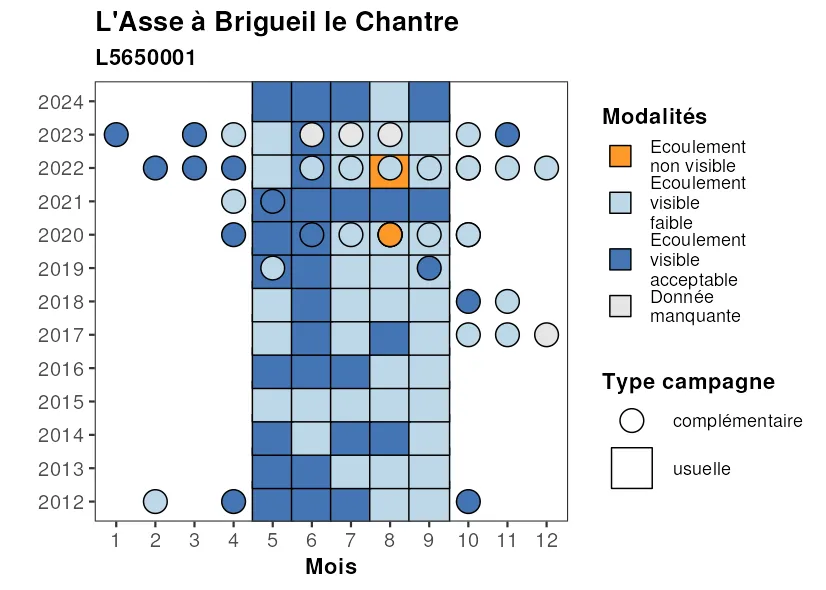 L'Asse à Brigueil le Chantre
L5650001
2024
2023
2022
2021
2020
2019
2018
2017
2016
2015
2014
2013
2012
1 2 3 4 5 6 7 8 9 10 11 12
Mois
Modalités
Ecoulement
non visible
Ecoulement
visible
faible
Ecoulement
visible
acceptable
Donnée
manquante
Type campagne
complémentaire
usuelle